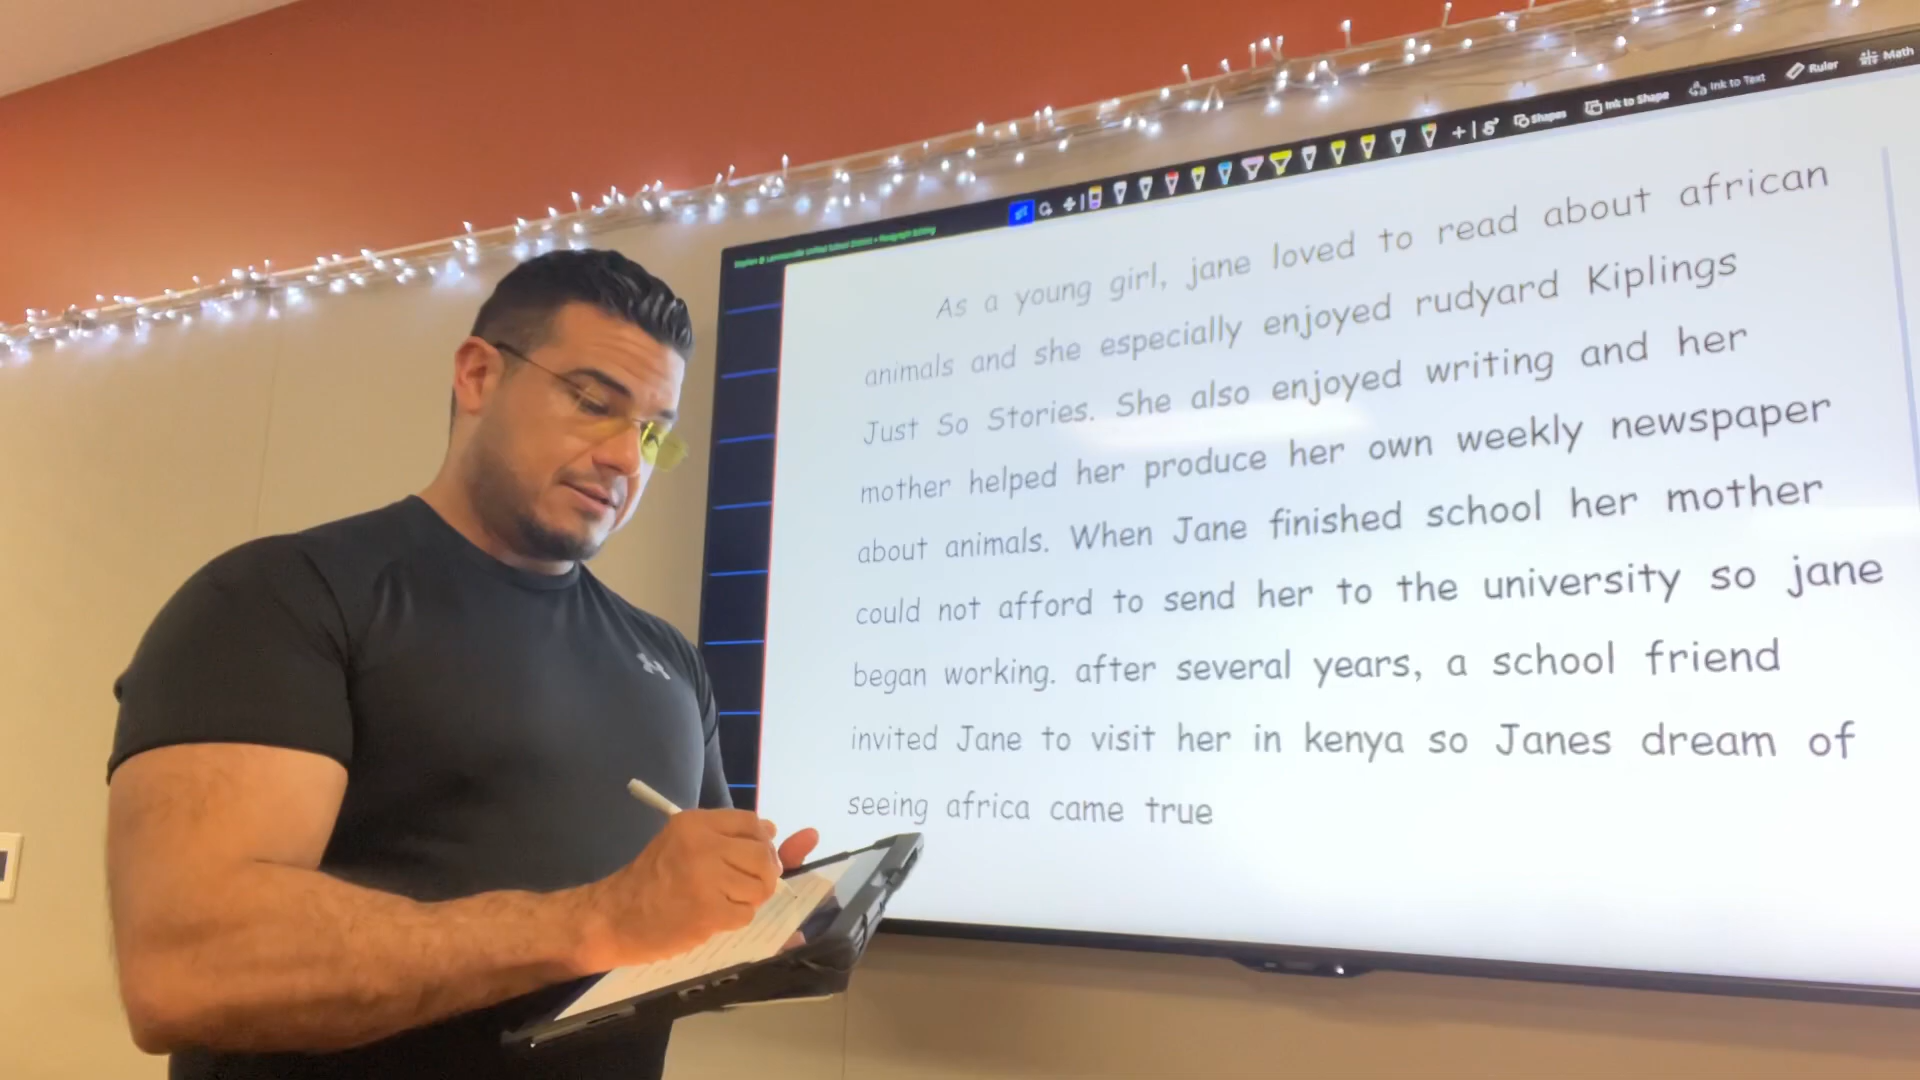 Ink to Shape
Ink to Text
Ruler
Math
Shapes
As a young girl, jane loved to read about african
animals and she especially enjoyed rudyard Kiplings
Just So Stories. She also enjoyed writing and her
mother helped her produce her own weekly newspaper
about animals. When Jane finished school her mother
could not afford to send her to the university so jane
began working. after several years, a school friend
invited Jane to visit her in kenya so Janes dream of
seeing africa came true